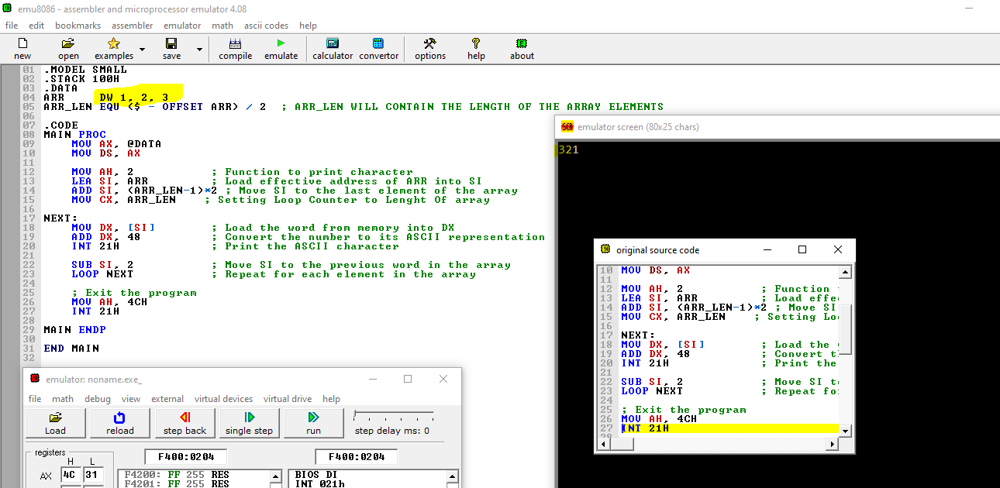 emu8086 - assembler and microprocessor emulator 4.08
file edit bookmarks assembler emulator math ascii codes help
new open examples save compile emulate calculator convertor options help about
01 .MODEL SMALL
02 .STACK 100H
03 .DATA
04 ARR DW 1, 2, 3
05 ARR_LEN EQU ($ - OFFSET ARR) / 2 ; ARR_LEN WILL CONTAIN THE LENGTH OF THE ARRAY ELEMENTS
06
07 .CODE
08 MAIN PROC
09 MOV AX, @DATA
10 MOV DS, AX
11
12 MOV AH, 2 ; Function to print character
13 LEA SI, ARR ; Load effective address of ARR into SI
14 ADD SI, (ARR_LEN-1)*2 ; Move SI to the last element of the array
15 MOV CX, ARR_LEN ; Setting Loop Counter to Lenght Of array
16
17 NEXT:
18 MOV DX, [SI] ; Load the word from memory into DX
19 ADD DX, 48 ; Convert the number to its ASCII representation
20 INT 21H ; Print the ASCII character
21
22 SUB SI, 2 ; Move SI to the previous word in the array
23 LOOP NEXT ; Repeat for each element in the array
24
25 ; Exit the program
26 MOV AH, 4CH
27 INT 21H
28
29 MAIN ENDP
30
31 END MAIN
32
emulator screen (80x25 chars)
321
original source code
10 MOV DS, AX
11
12 MOV AH, 2 ; Function
13 LEA SI, ARR ; Load effe
14 ADD SI, (ARR_LEN-1)*2 ; Move SI
15 MOV CX, ARR_LEN ; Setting Lo
16
17 NEXT:
18 MOV DX, [SI] ; Load the
19 ADD DX, 48 ; Convert t
20 INT 21H ; Print the
21
22 SUB SI, 2 ; Move SI t
23 LOOP NEXT ; Repeat fo
24
25 ; Exit the program
26 MOV AH, 4CH
27 INT 21H
28
emulator: noname.exe_
file math debug view external virtual devices virtual drive help
Load reload step back single step run step delay ms: 0
registers
H L
AX 4C 31
F400:0204
F400:0204
F4200: FF 255 RES
F4201: FF 255 RES
BIOS DI
INT 021h